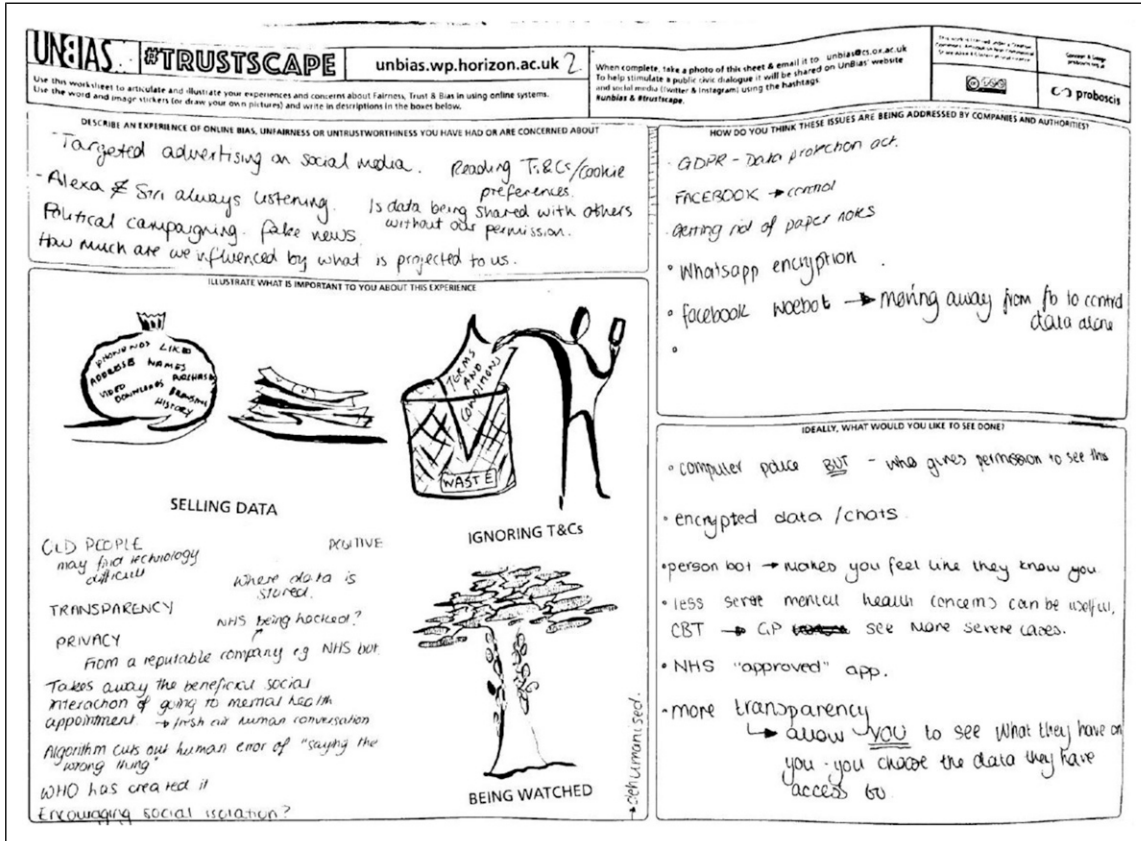 UNBIAS
#TRUSTSCAPE
unbias.wp.horizon.ac.uk 2
Use this worksheet to articulate and illustrate your experiences and concerns about Fairness, Trust & Bias in using online systems.
Use the word and image stickers (or draw your own pictures) and write in descriptions in the boxes below.
When complete, take a photo of this sheet & email it to unbias@cs.ox.ac.uk
To help stimulate a public civic dialogue it will be shared on UnBias' website
and social media (Twitter & Instagram) using the hashtags:
#unbias & #trustscape.
proboscis
DESCRIBE AN EXPERIENCE OF ONLINE BIAS, UNFAIRNESS OR UNTRUSTWORTHINESS YOU HAVE HAD OR ARE CONCERNED ABOUT
- Targeted advertising on social media.
Reading T&Cs/cookie
preferences.
- Alexa & Siri always listening.
Is data being shared with others
without our permission.
Political campaigning. fake news.
How much are we influenced by what is projected to us.
ILLUSTRATE WHAT IS IMPORTANT TO YOU ABOUT THIS EXPERIENCE
LIKES
ADDRESS NAMES
PURCHASE
VIDEO
DOWNLOADS BROWSING
HISTORY
SELLING DATA
TERMS
AND
CONDITIONS
WASTE
IGNORING T&Cs
OLD PEOPLE
may find technology
difficult
POSITIVE
Where data is
stored.
TRANSPARENCY
NHS being hacked?
PRIVACY
From a reputable company eg NHS bot
Takes away the beneficial social
interaction of going to mental health
appointment. → fresh air human conversation
Algorithm cuts out human error of "saying the
wrong thing"
WHO has created it
Encouraging social isolation?
BEING WATCHED
→ dehumanised.
HOW DO YOU THINK THESE ISSUES ARE BEING ADDRESSED BY COMPANIES AND AUTHORITIES?
- GDPR - Data protection act.
FACEBOOK → control
- Getting rid of paper notes
• Whatsapp encryption.
• facebook woebot → moving away from fb to control
data alone
IDEALLY, WHAT WOULD YOU LIKE TO SEE DONE?
• computer police BUT - who gives permission to see this
• encrypted data /chats.
• person bot → makes you feel like they know you.
• less mental health concerns can be useful,
CBT → GP see more severe cases.
• NHS "approved" app.
- more transparency
↳ allow YOU to see what they have on
you - you choose the data they have
access to.